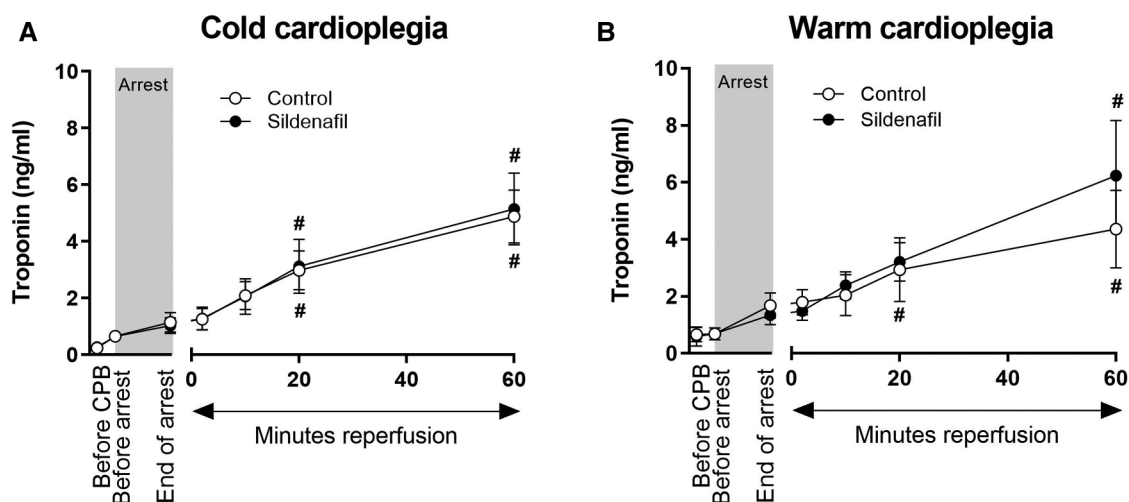 A
Cold cardioplegia
Troponin (ng/ml)
10
8
6
4
2
0
Arrest
Control
Sildenafil
#
#
#
#
0
20
40
60
Before CPB
Before arrest
End of arrest
Minutes reperfusion
B
Warm cardioplegia
Troponin (ng/ml)
10
8
6
4
2
0
Arrest
Control
Sildenafil
#
#
#
0
20
40
60
Before CPB
Before arrest
End of arrest
Minutes reperfusion